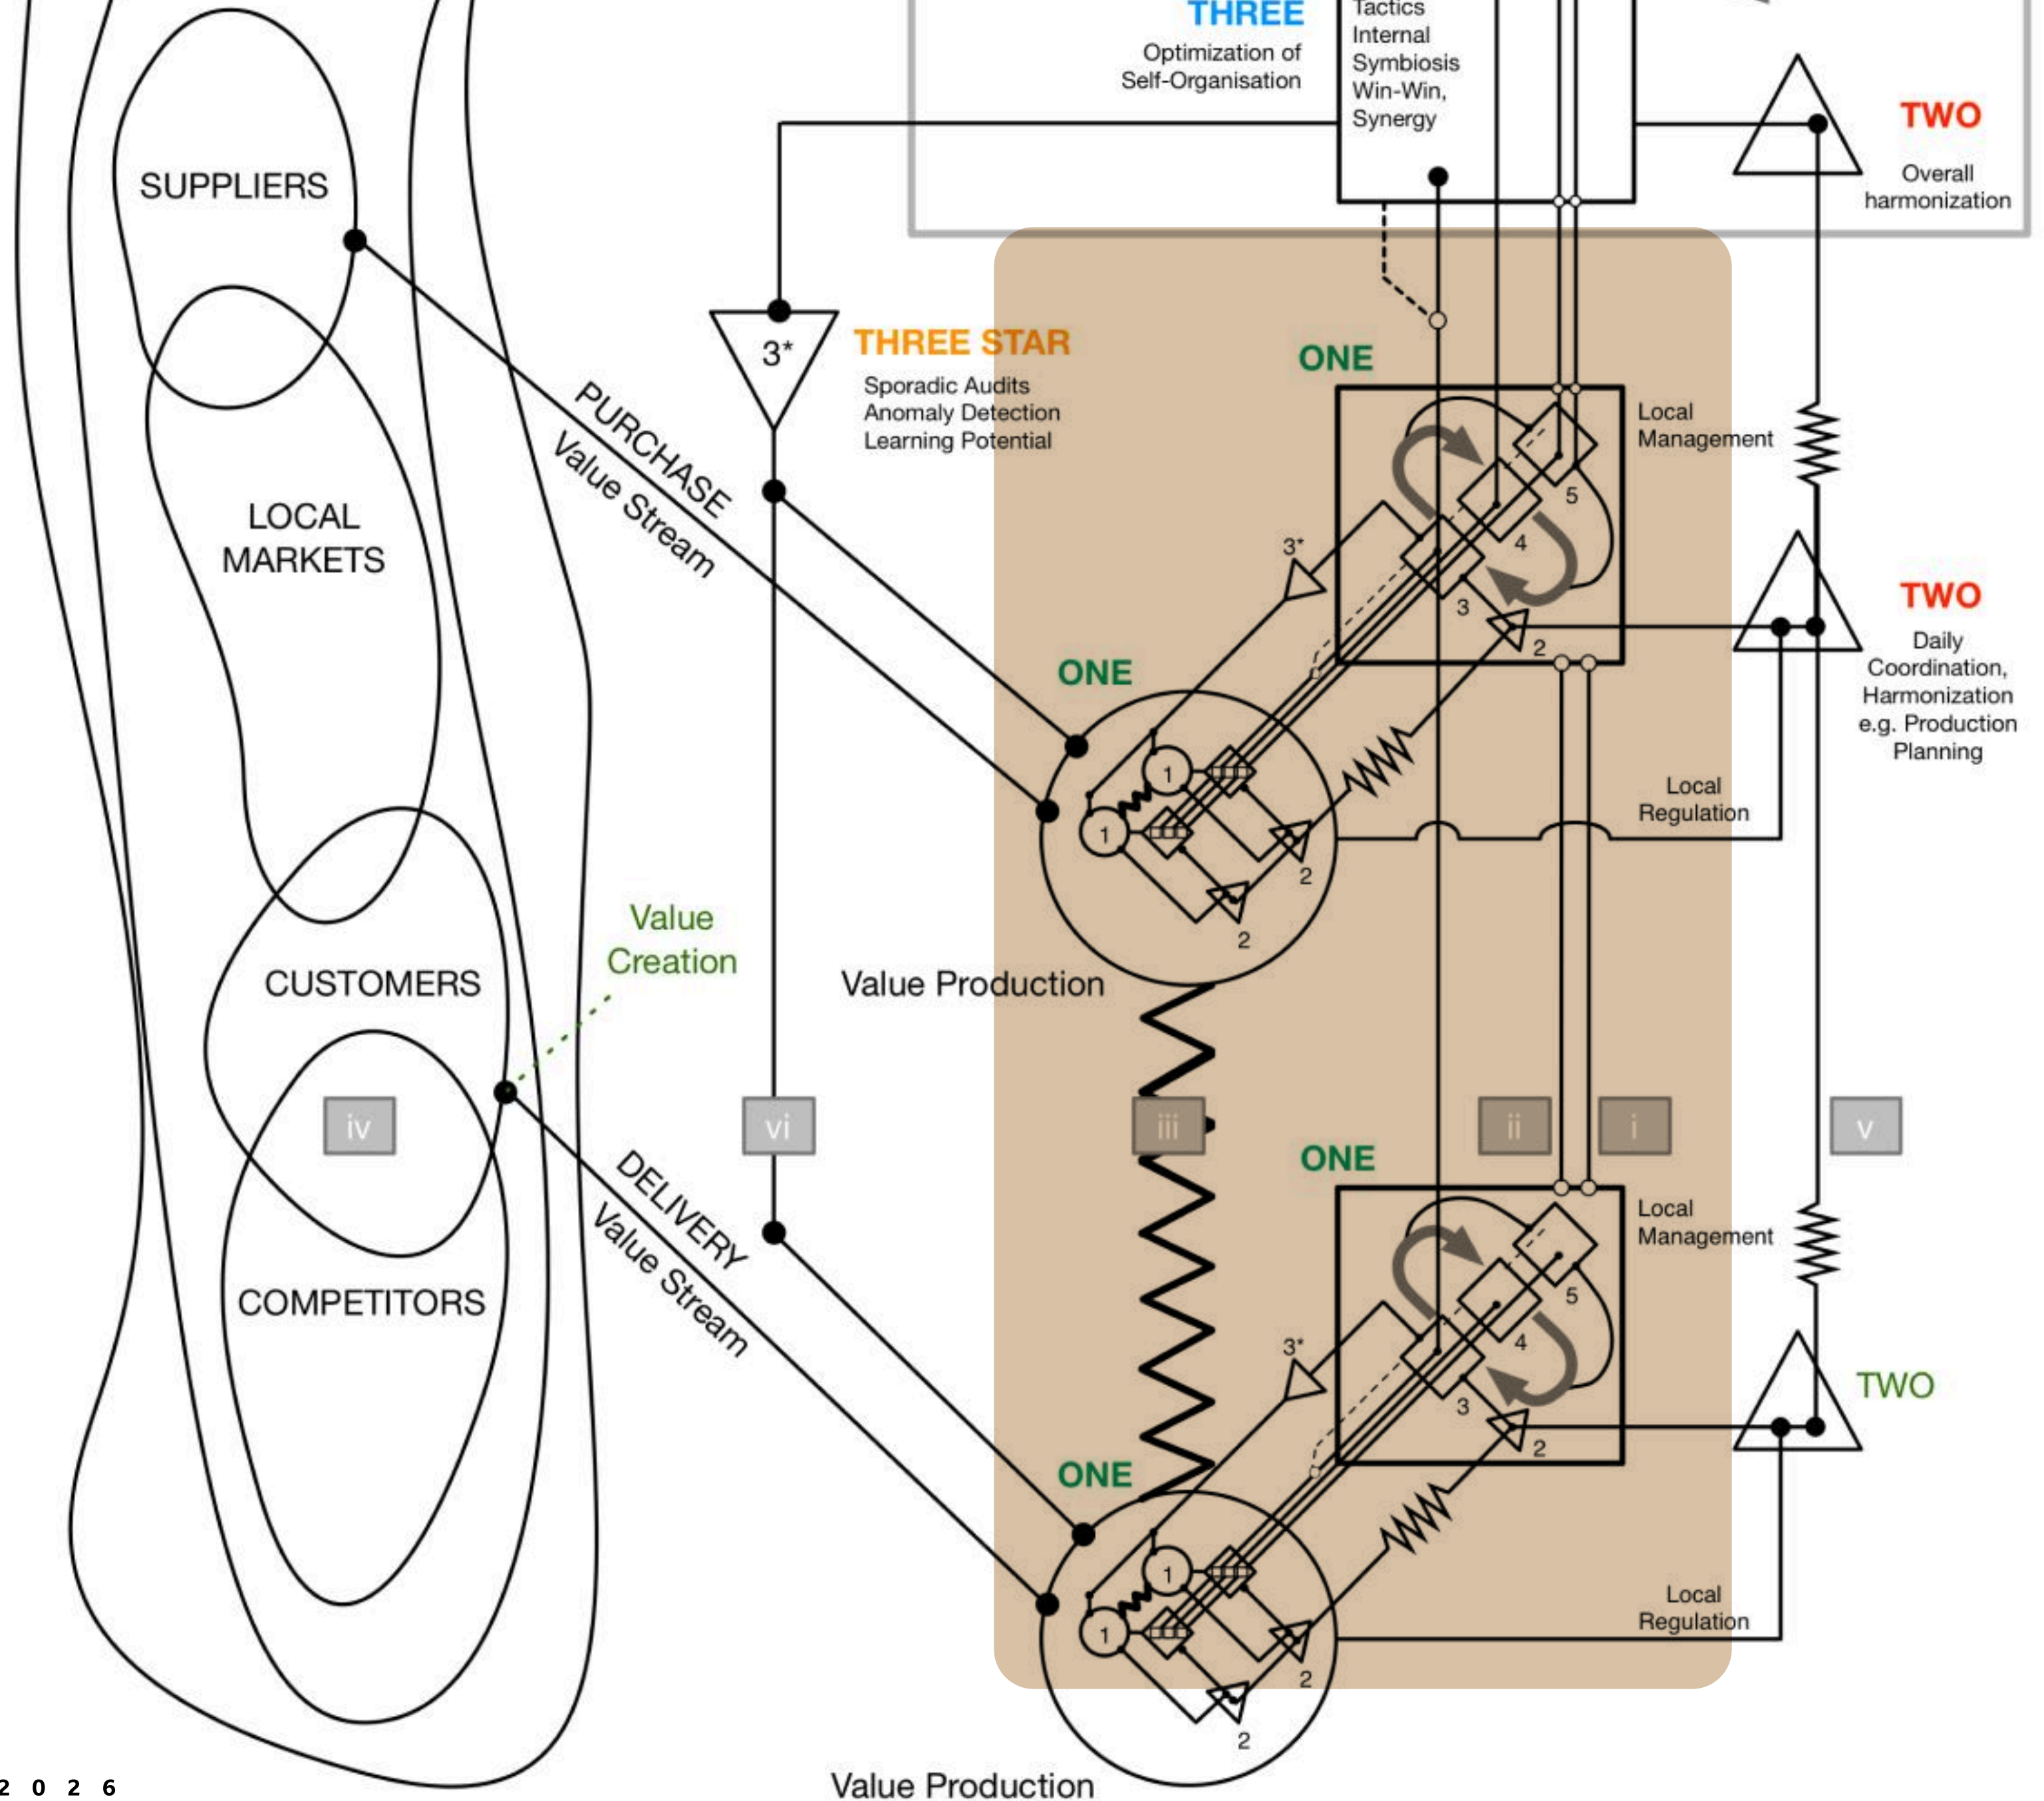 THREE
Optimization of
Self-Organisation
Tactics
Internal
Symbiosis
Win-Win,
Synergy
TWO
Overall
harmonization
SUPPLIERS
3*
THREE STAR
Sporadic Audits
Anomaly Detection
Learning Potential
ONE
Local
Management
PURCHASE
Value Stream
LOCAL
MARKETS
5
4
3*
3
2
TWO
Daily
Coordination,
Harmonization
e.g. Production
Planning
ONE
1
1
2
2
Local
Regulation
Value
Creation
CUSTOMERS
Value Production
iv
vi
iii
ii
i
v
ONE
Local
Management
DELIVERY
Value Stream
COMPETITORS
5
4
3*
3
2
TWO
ONE
1
1
2
2
Local
Regulation
Value Production
2 0 2 6